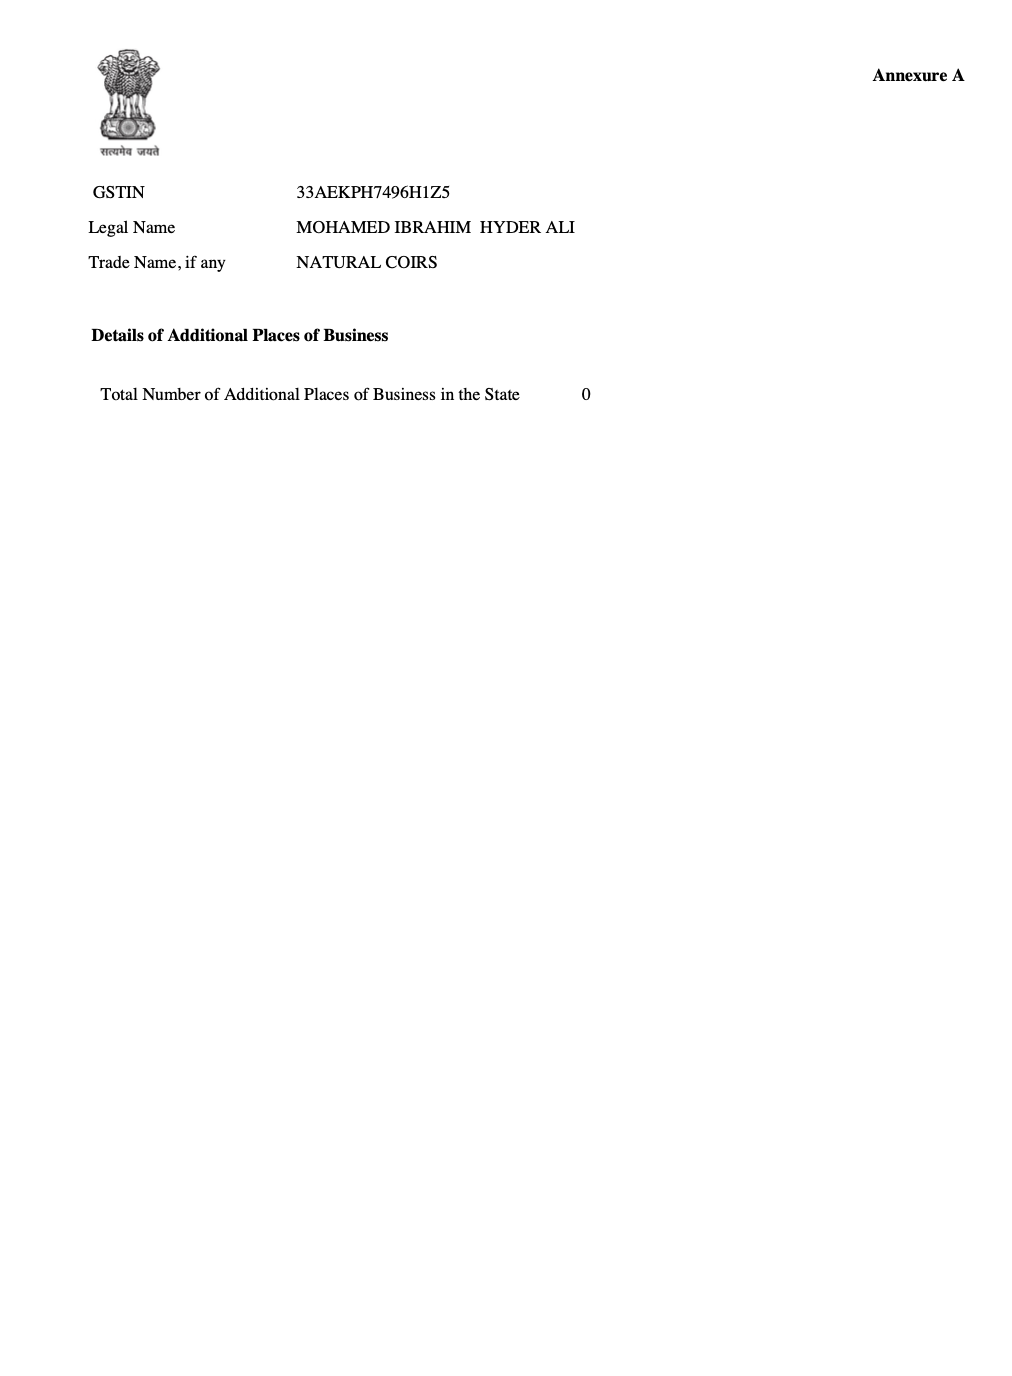 Annexure A
सत्यमेव जयते
GSTIN 33AEKPH7496H1Z5
Legal Name MOHAMED IBRAHIM  HYDER ALI
Trade Name, if any NATURAL COIRS
Details of Additional Places of Business
Total Number of Additional Places of Business in the State 0